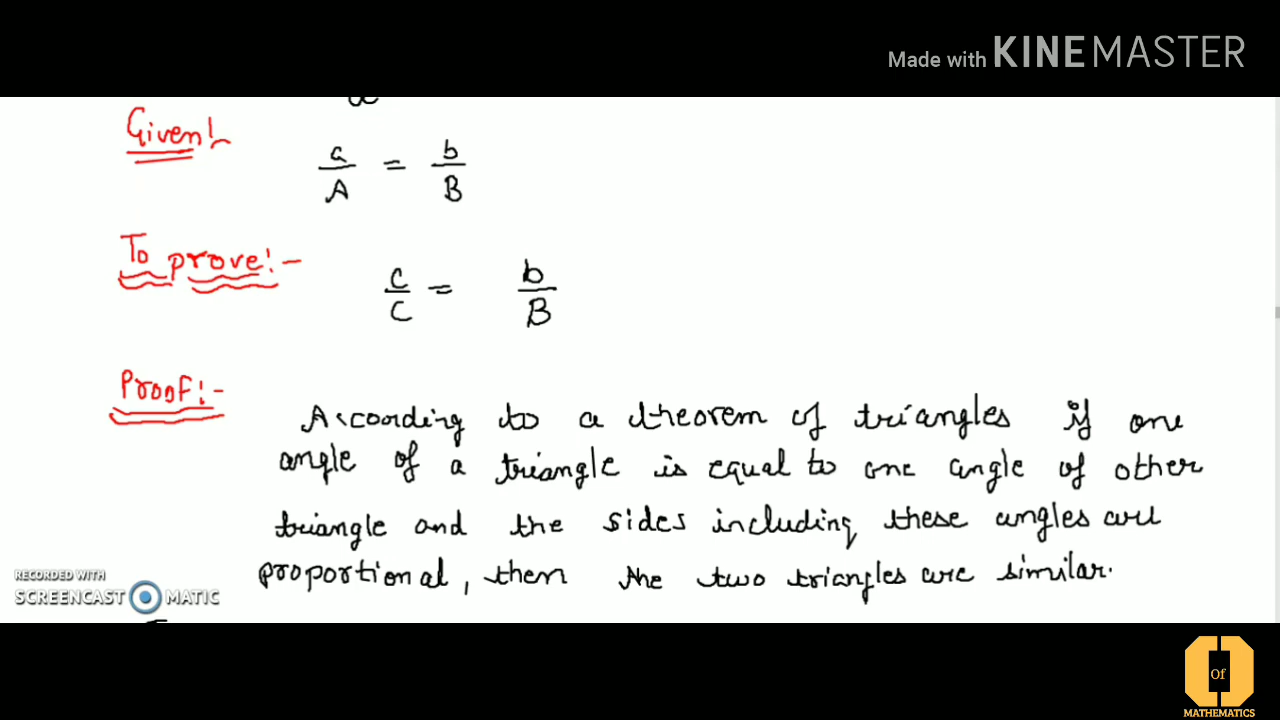 Made with KINEMASTER
Given:-
a/A = b/B
To prove:-
c/C = b/B
Proof:-
According to a theorem of triangles if one
angle of a triangle is equal to one angle of other
triangle and the sides including these angles are
proportional, then the two triangles are similar.
RECORDED WITH
SCREENCAST MATIC
Of
MATHEMATICS